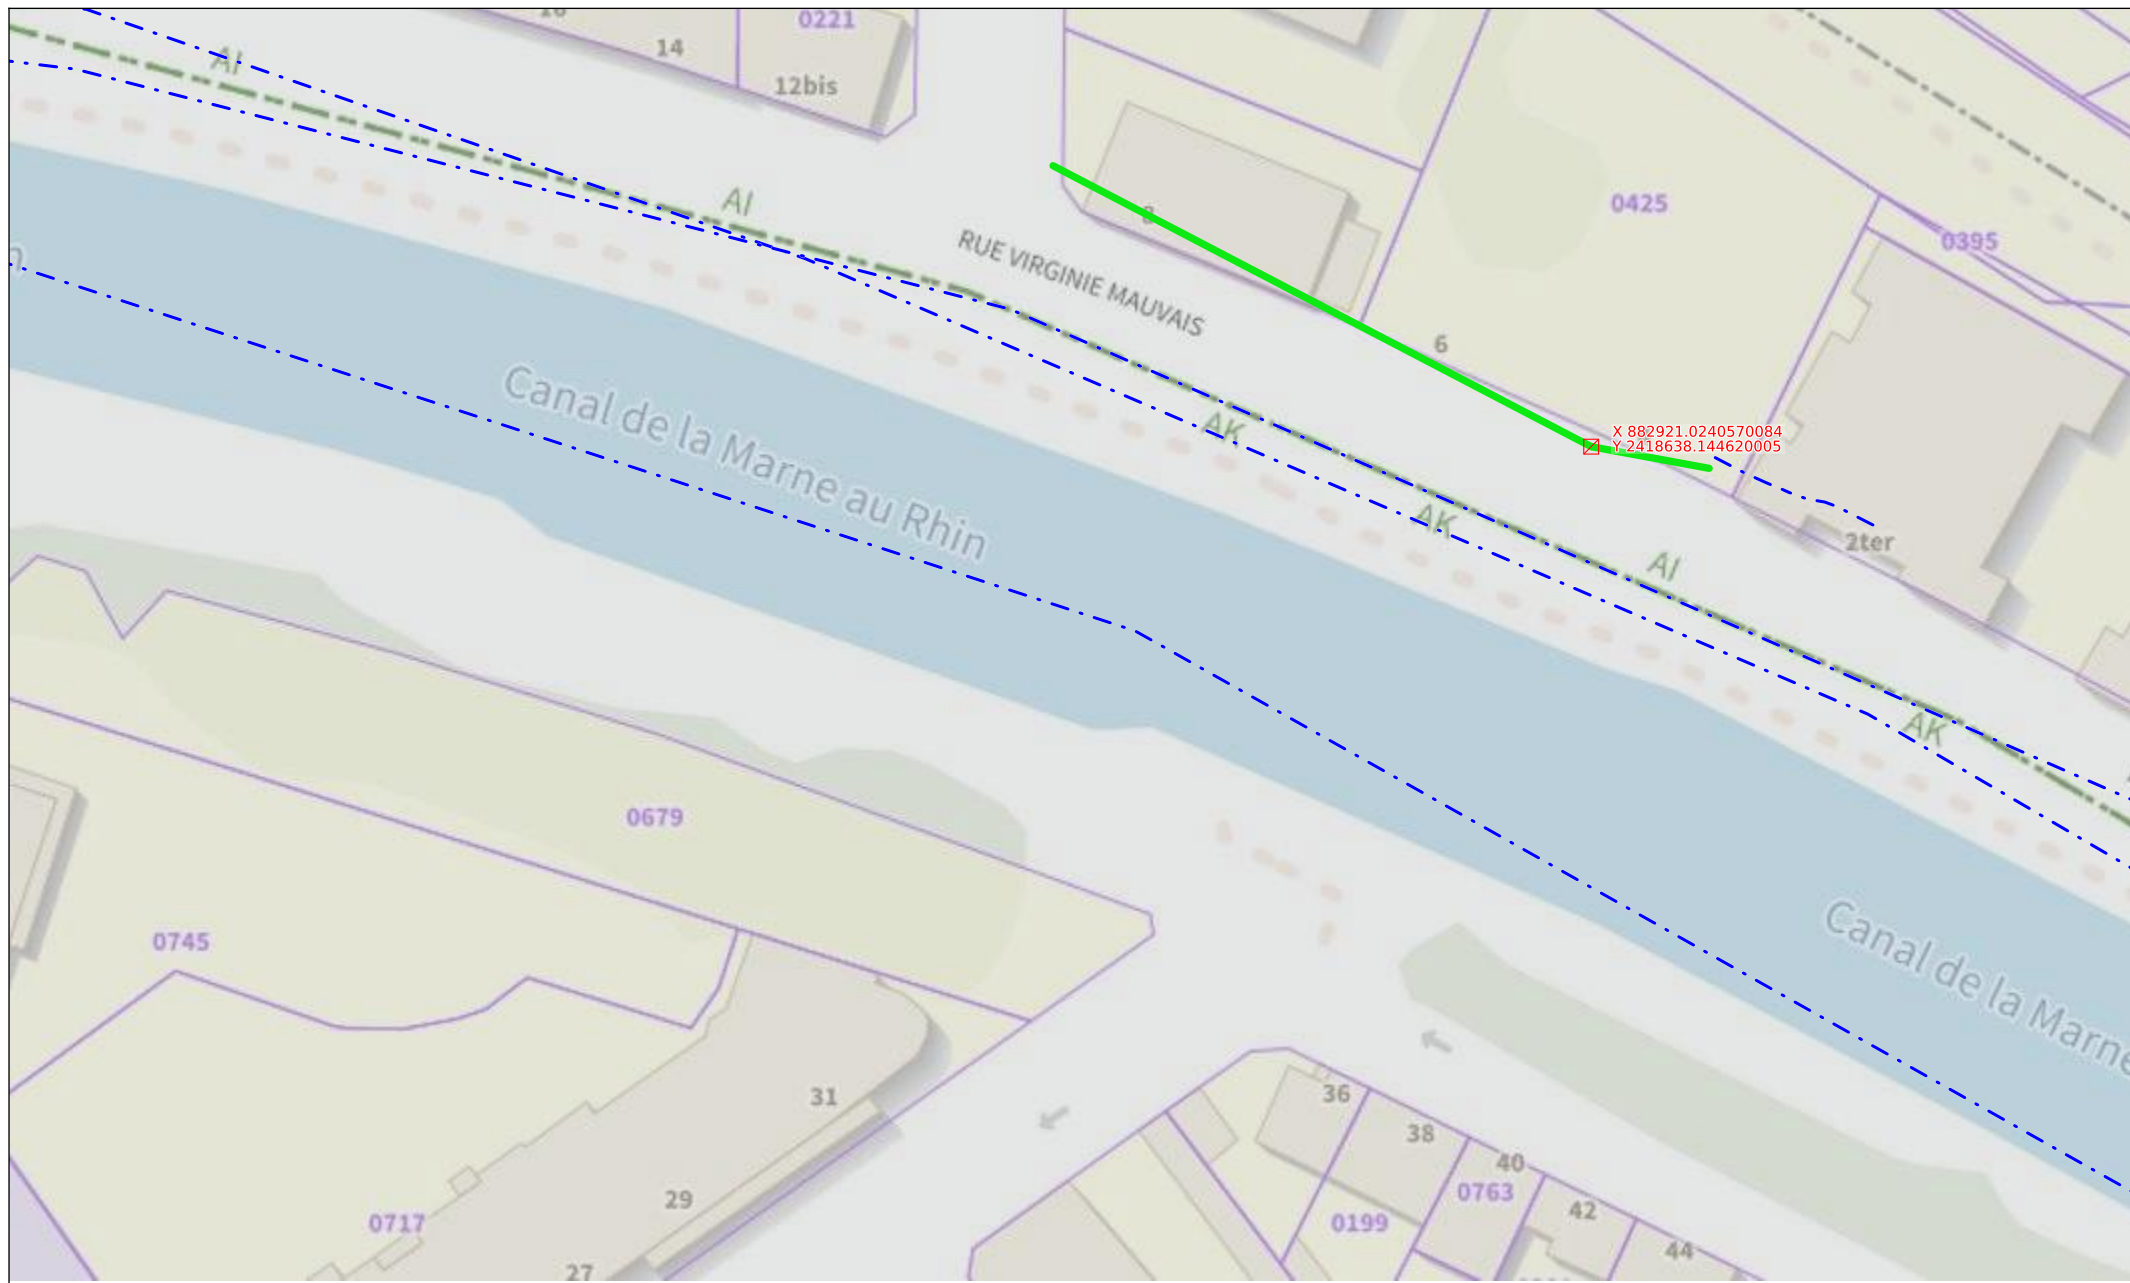 0221
14
12bis
AI
AI
0425
0395
RUE VIRGINIE MAUVAIS
6
Canal de la Marne au Rhin
AK
X 882921.0240570084
Y 2418638.144620005
AK
2ter
AI
AK
0679
0745
Canal de la Marne
31
36
38
40
0763
29
0717
0199
42
44
27